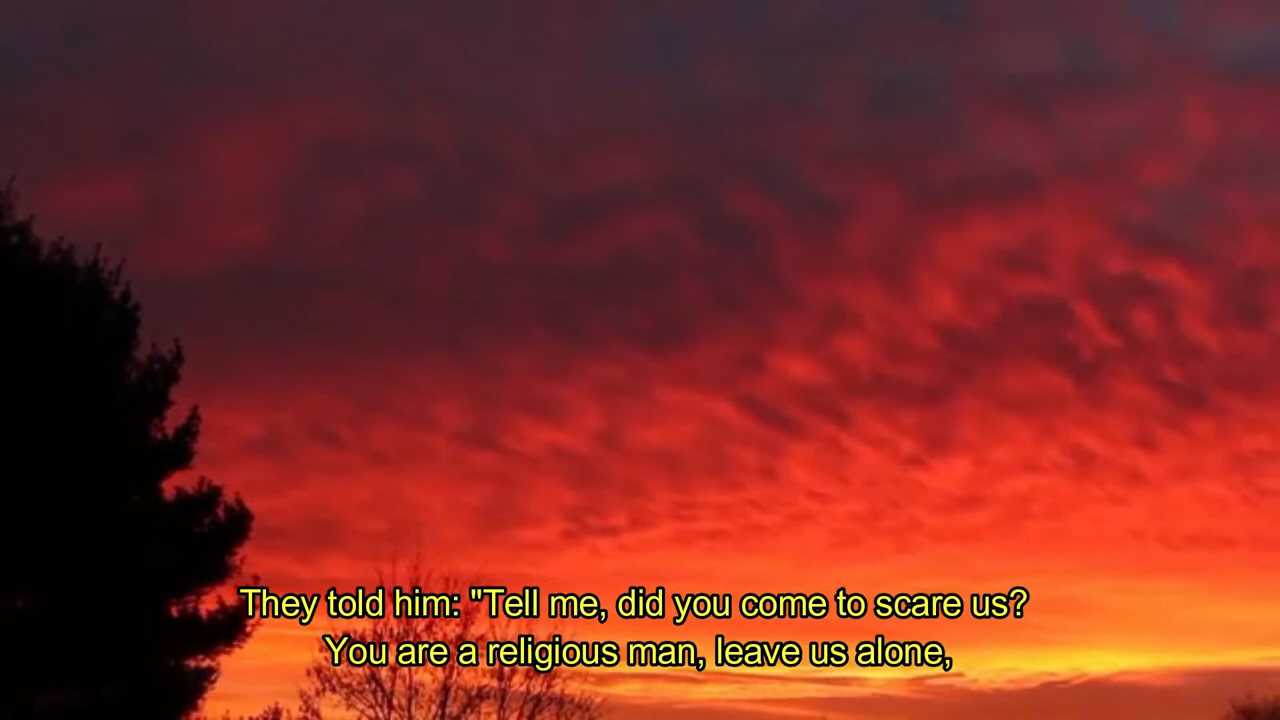 They told him: "Tell me, did you come to scare us?
You are a religious man, leave us alone,